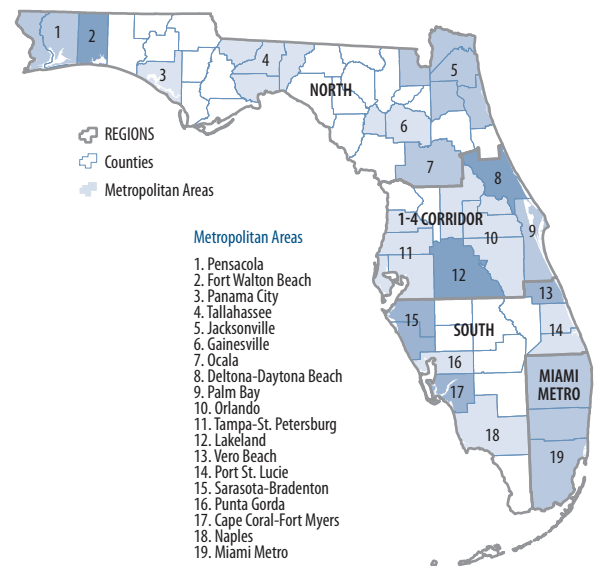 1
2
3
4
5
NORTH
6
7
8
REGIONS
Counties
Metropolitan Areas
1-4 CORRIDOR
9
10
11
12
13
Metropolitan Areas
1. Pensacola
2. Fort Walton Beach
3. Panama City
4. Tallahassee
5. Jacksonville
6. Gainesville
7. Ocala
8. Deltona-Daytona Beach
9. Palm Bay
10. Orlando
11. Tampa-St. Petersburg
12. Lakeland
13. Vero Beach
14. Port St. Lucie
15. Sarasota-Bradenton
16. Punta Gorda
17. Cape Coral-Fort Myers
18. Naples
19. Miami Metro
15
SOUTH
14
16
MIAMI
METRO
17
18
19